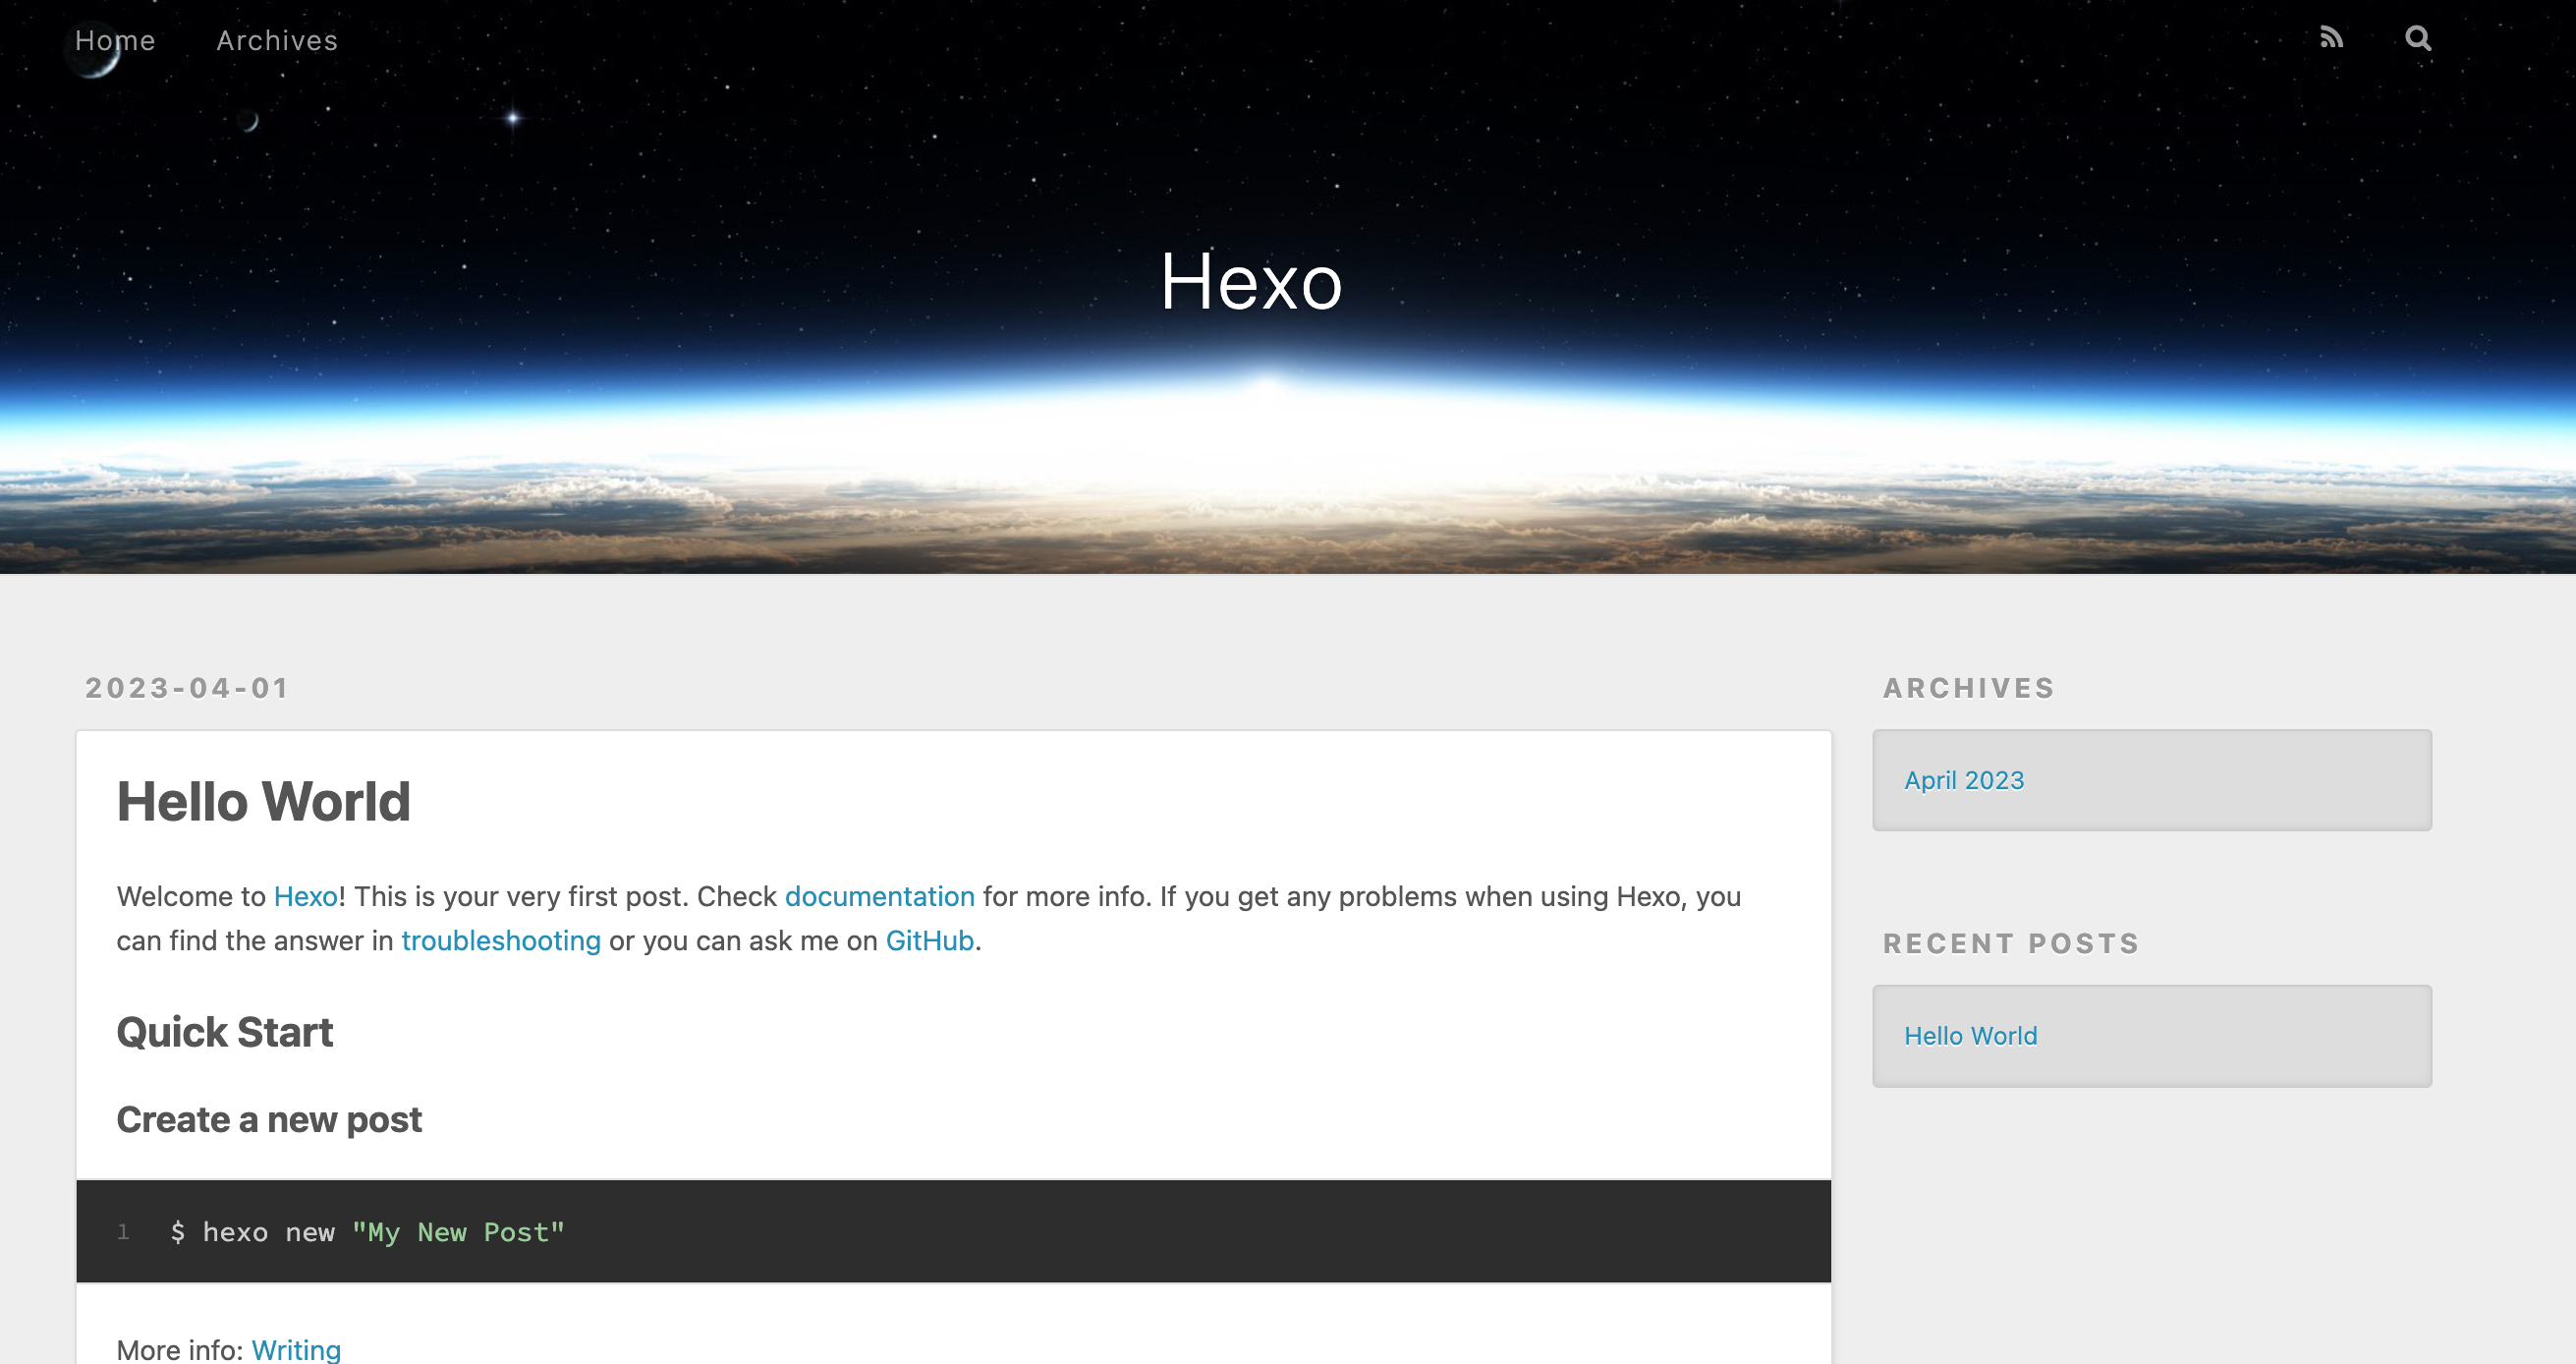 Home Archives
Hexo
2023-04-01
Hello World
Welcome to Hexo! This is your very first post. Check documentation for more info. If you get any problems when using Hexo, you
can find the answer in troubleshooting or you can ask me on GitHub.
Quick Start
Create a new post
1 $ hexo new "My New Post"
More info: Writing
ARCHIVES
April 2023
RECENT POSTS
Hello World